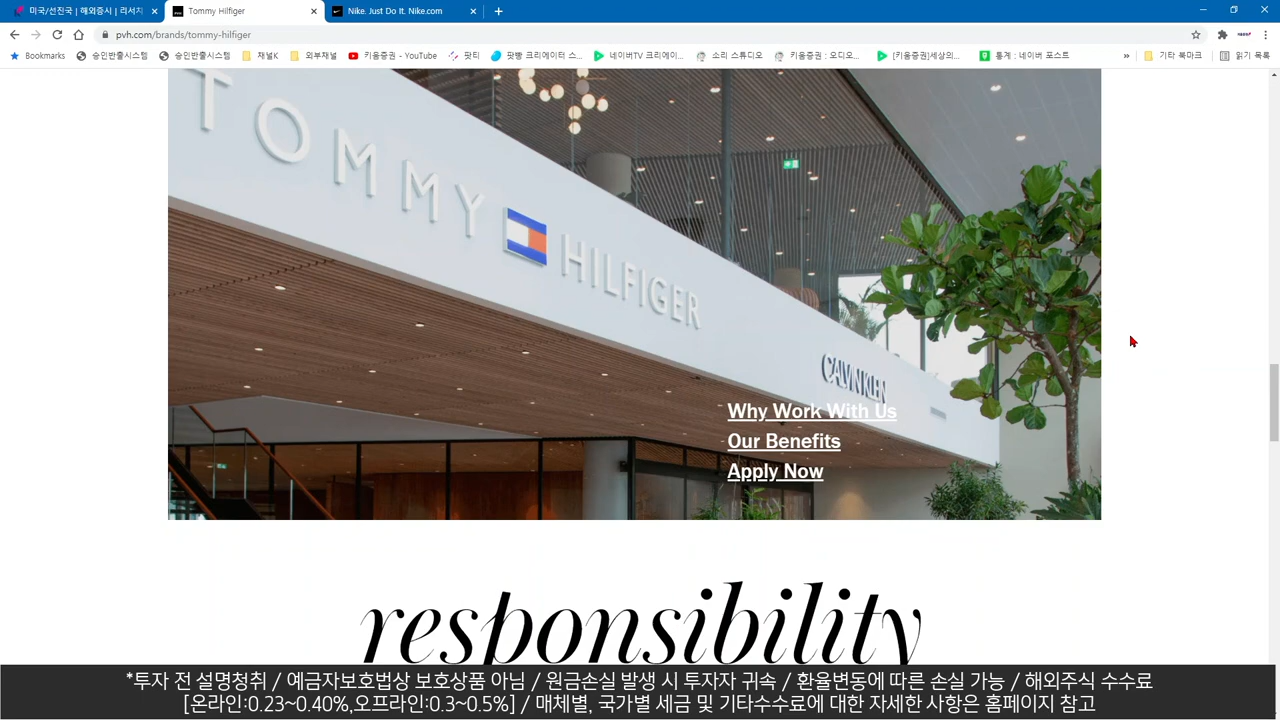 미국/선진국 | 해외증시 | 리서치
Tommy Hilfiger
Nike. Just Do It. Nike.com
pvh.com/brands/tommy-hilfiger
Bookmarks
승인반출시스템
승인반출시스템
채널K
외부채널
키움증권 - YouTube
팟티
팟빵 크리에이터 스...
네이버TV 크리에이...
소리 스튜디오
키움증권 : 오디오...
[키움증권]세상의...
통계 : 네이버 포스트
»
기타 북마크
읽기 목록
TOMMY HILFIGER
CALVIN KLEIN
Why Work With Us
Our Benefits
Apply Now
responsibility
*투자 전 설명청취 / 예금자보호법상 보호상품 아님 / 원금손실 발생 시 투자자 귀속 / 환율변동에 따른 손실 가능 / 해외주식 수수료
[온라인:0.23~0.40%,오프라인:0.3~0.5%] / 매체별, 국가별 세금 및 기타수수료에 대한 자세한 사항은 홈페이지 참고